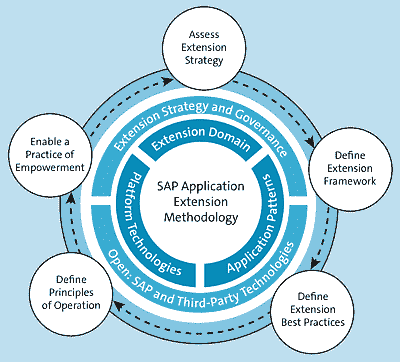 Assess
Extension
Strategy
Extension Strategy and Governance
Extension Domain
Enable a
Practice of
Empowerment
Define
Extension
Framework
SAP Application
Extension
Methodology
Platform Technologies
Application Patterns
Open: SAP and Third-Party Technologies
Define
Principles
of Operation
Define
Extension
Best Practices